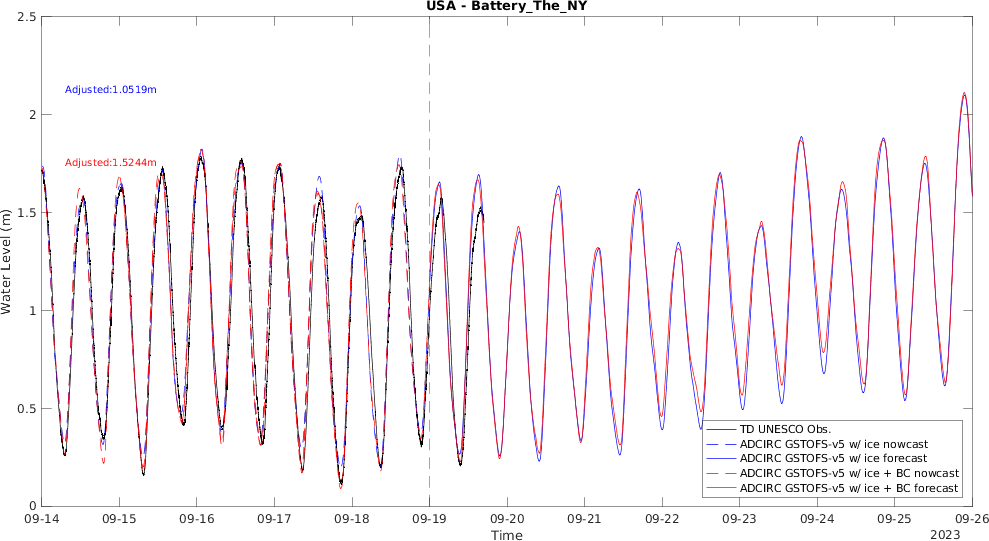 USA - Battery_The_NY
2.5
2
1.5
1
0.5
0
Water Level (m)
Adjusted:1.0519m
Adjusted:1.5244m
TD UNESCO Obs.
ADCIRC GSTOFS-v5 w/ ice nowcast
ADCIRC GSTOFS-v5 w/ ice forecast
ADCIRC GSTOFS-v5 w/ ice + BC nowcast
ADCIRC GSTOFS-v5 w/ ice + BC forecast
09-14 09-15 09-16 09-17 09-18 09-19 09-20 09-21 09-22 09-23 09-24 09-25 09-26
Time
2023